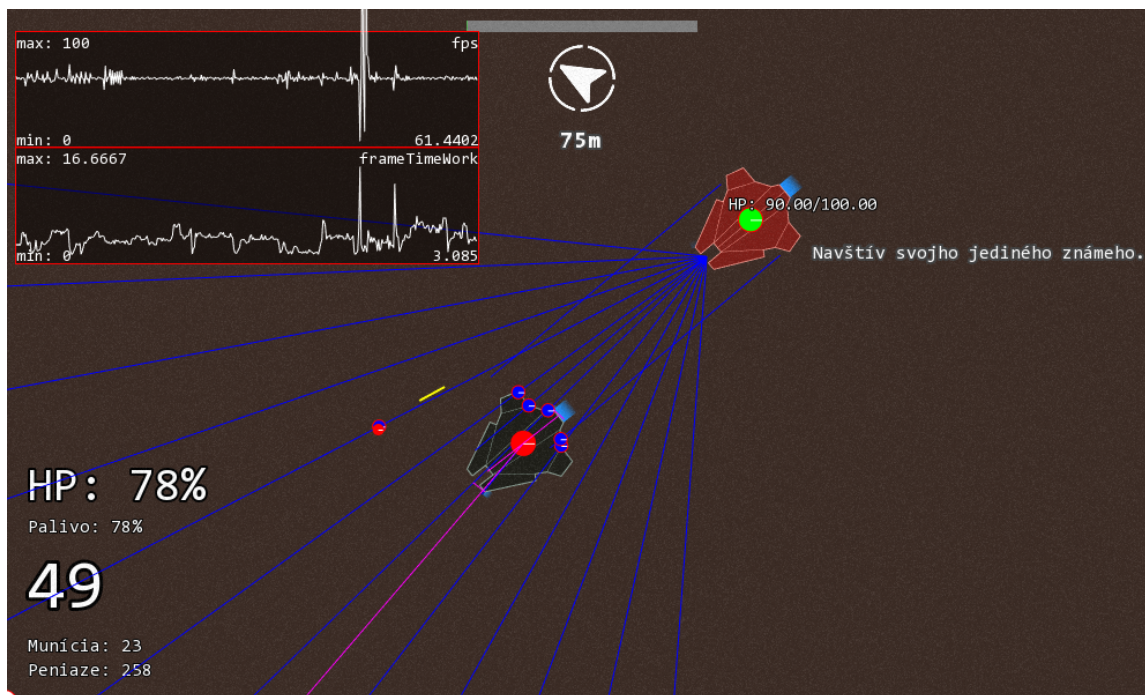 max: 100
fps
min: 0
61.4402
max: 16.6667
frameTimeWork
min: 0
3.085
75m
HP: 90.00/100.00
Navštív svojho jediného známeho.
HP: 78%
Palivo: 78%
49
Munícia: 23
Peniaze: 258